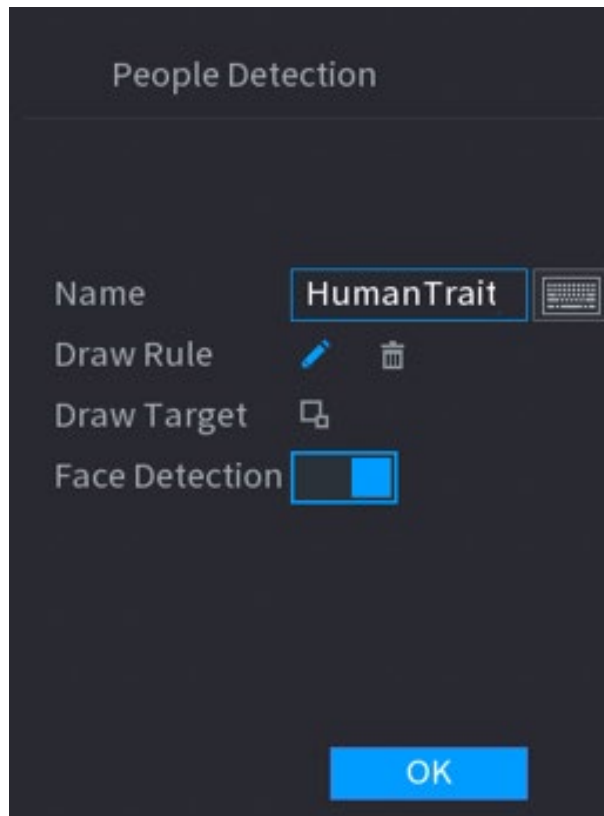 People Detection
Name HumanTrait
Draw Rule
Draw Target
Face Detection
OK